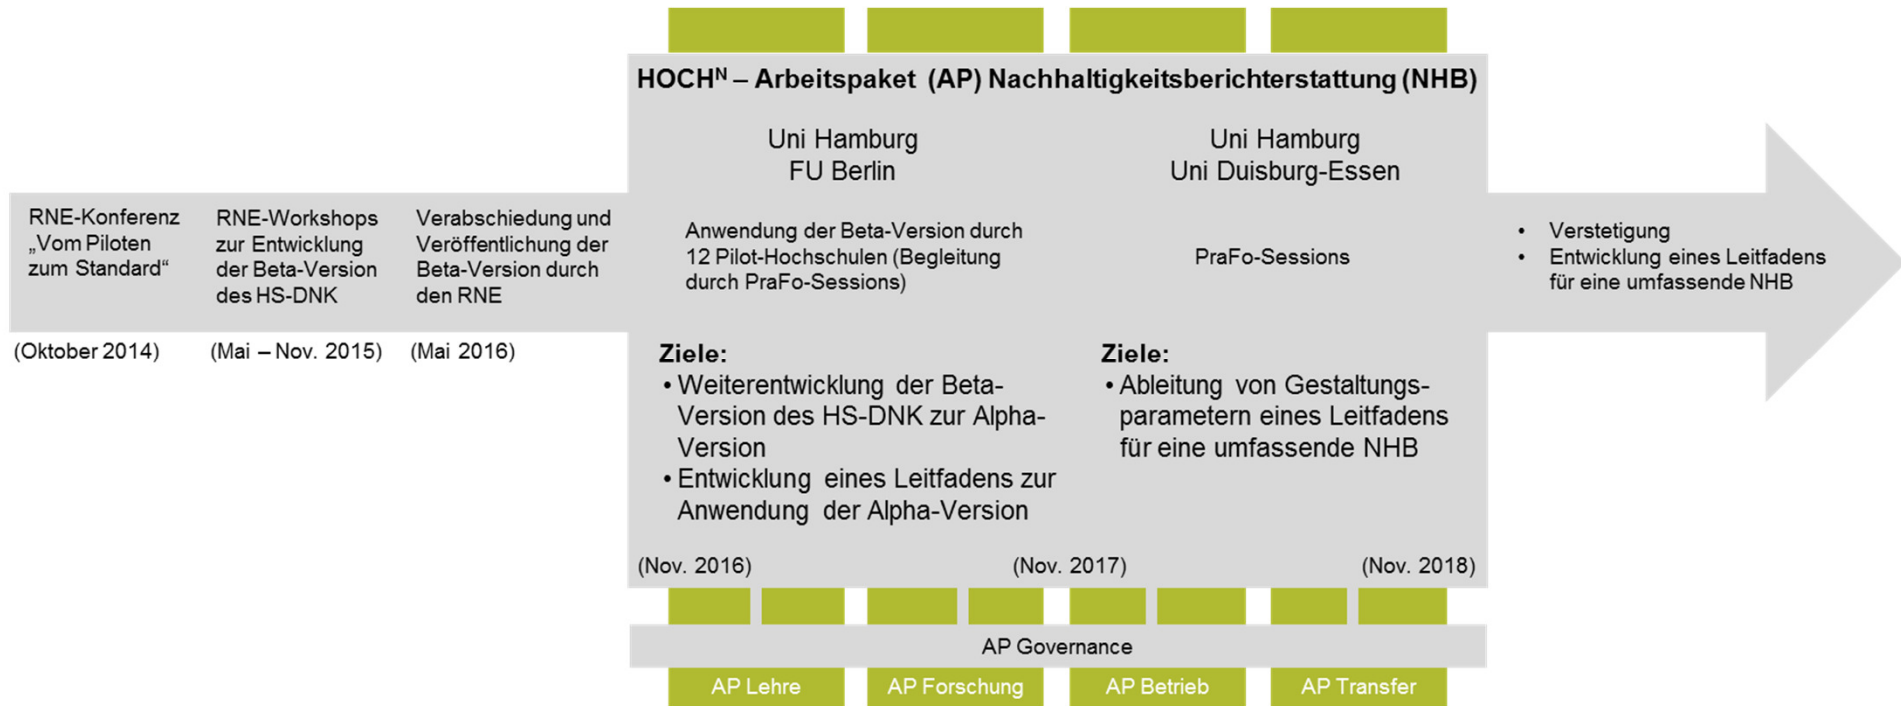 HOCHᴺ – Arbeitspaket (AP) Nachhaltigkeitsberichterstattung (NHB)
RNE-Konferenz
„Vom Piloten
zum Standard“
(Oktober 2014)
RNE-Workshops
zur Entwicklung
der Beta-Version
des HS-DNK
(Mai – Nov. 2015)
Verabschiedung und
Veröffentlichung der
Beta-Version durch
den RNE
(Mai 2016)
Uni Hamburg
FU Berlin
Anwendung der Beta-Version durch
12 Pilot-Hochschulen (Begleitung
durch PraFo-Sessions)
Ziele:
• Weiterentwicklung der Beta-
Version des HS-DNK zur Alpha-
Version
• Entwicklung eines Leitfadens zur
Anwendung der Alpha-Version
Uni Hamburg
Uni Duisburg-Essen
PraFo-Sessions
Ziele:
• Ableitung von Gestaltungs-
parametern eines Leitfadens
für eine umfassende NHB
(Nov. 2016)
(Nov. 2017)
(Nov. 2018)
• Verstetigung
• Entwicklung eines Leitfadens
für eine umfassende NHB
AP Governance
AP Lehre
AP Forschung
AP Betrieb
AP Transfer